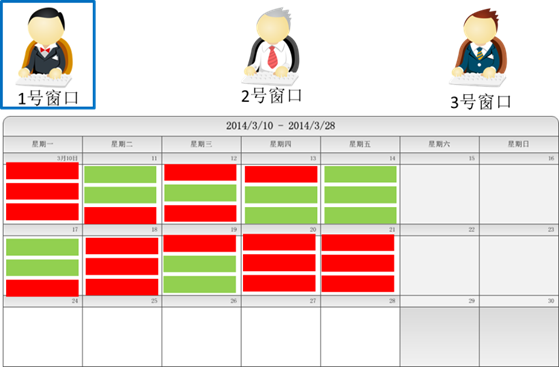 1号窗口
2号窗口
3号窗口
2014/3/10 - 2014/3/28
星期一 星期二 星期三 星期四 星期五 星期六 星期日
3月10日 11 12 13 14 15 16
17 18 19 20 21 22 23
24 25 26 27 28 29 30